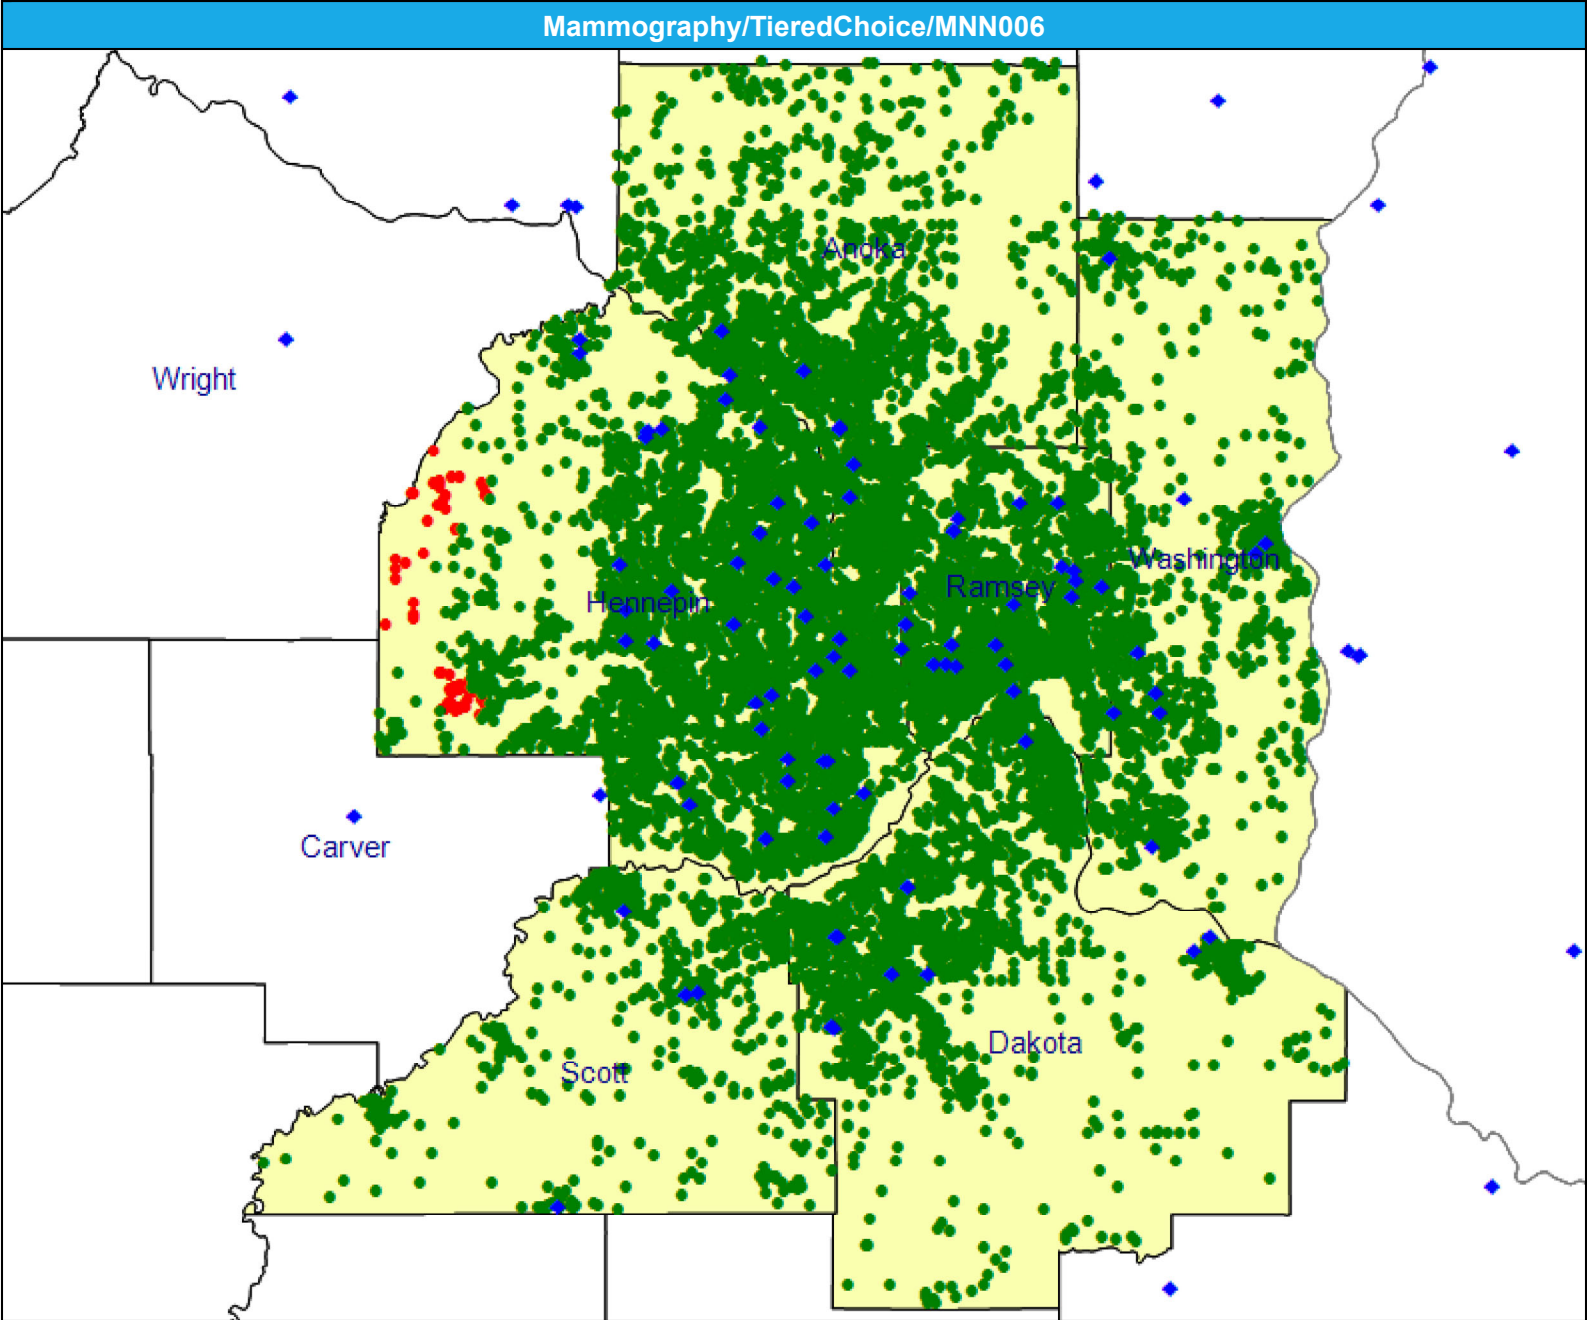 Mammography/TieredChoice/MNN006
Anoka
Wright
Washington
Ramsey
Hennepin
Carver
Dakota
Scott